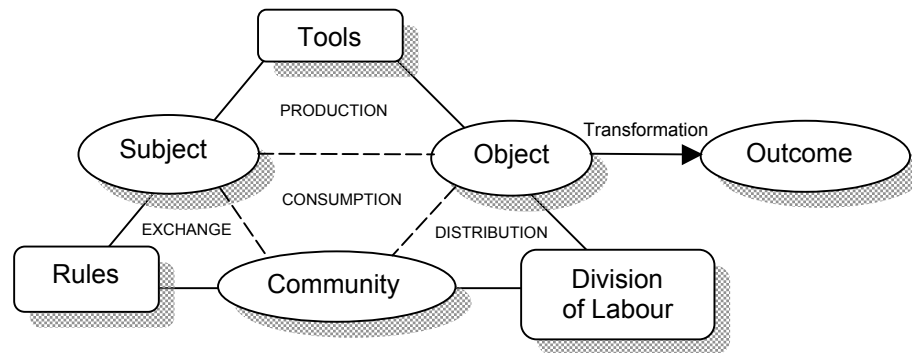 Tools
PRODUCTION
Transformation
Subject
Object
Outcome
CONSUMPTION
EXCHANGE
DISTRIBUTION
Rules
Community
Division
of Labour